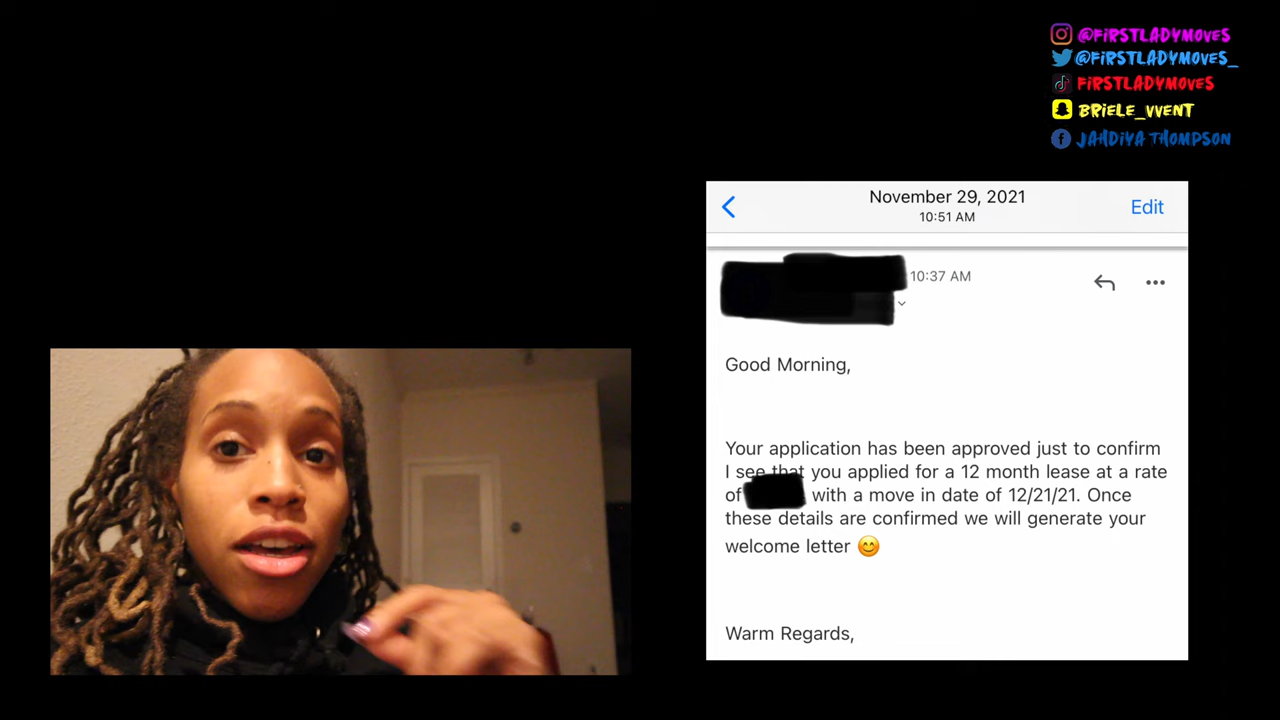 @FIRSTLADYMOVES
@FIRSTLADYMOVES_
FIRSTLADYMOVES
BRIELE_VVENT
JAHDIYA THOMPSON
November 29, 2021
10:51 AM
Edit
10:37 AM
Good Morning,
Your application has been approved just to confirm
I see that you applied for a 12 month lease at a rate
of with a move in date of 12/21/21. Once
these details are confirmed we will generate your
welcome letter 😊
Warm Regards,